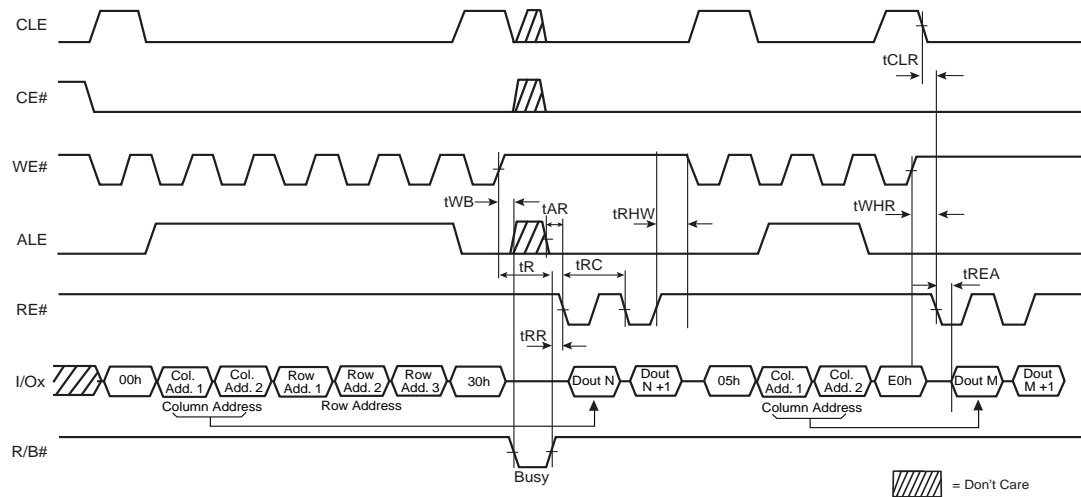 CLE
tCLR
CE#
WE#
tWB
tAR
tRHW
tWHR
ALE
tR
tRC
tREA
RE#
tRR
I/Ox
00h
Col. Add. 1
Col. Add. 2
Row Add. 1
Row Add. 2
Row Add. 3
30h
Dout N
Dout N +1
05h
Col. Add. 1
Col. Add. 2
E0h
Dout M
Dout M +1
Column Address
Row Address
Column Address
R/B#
Busy
= Don't Care